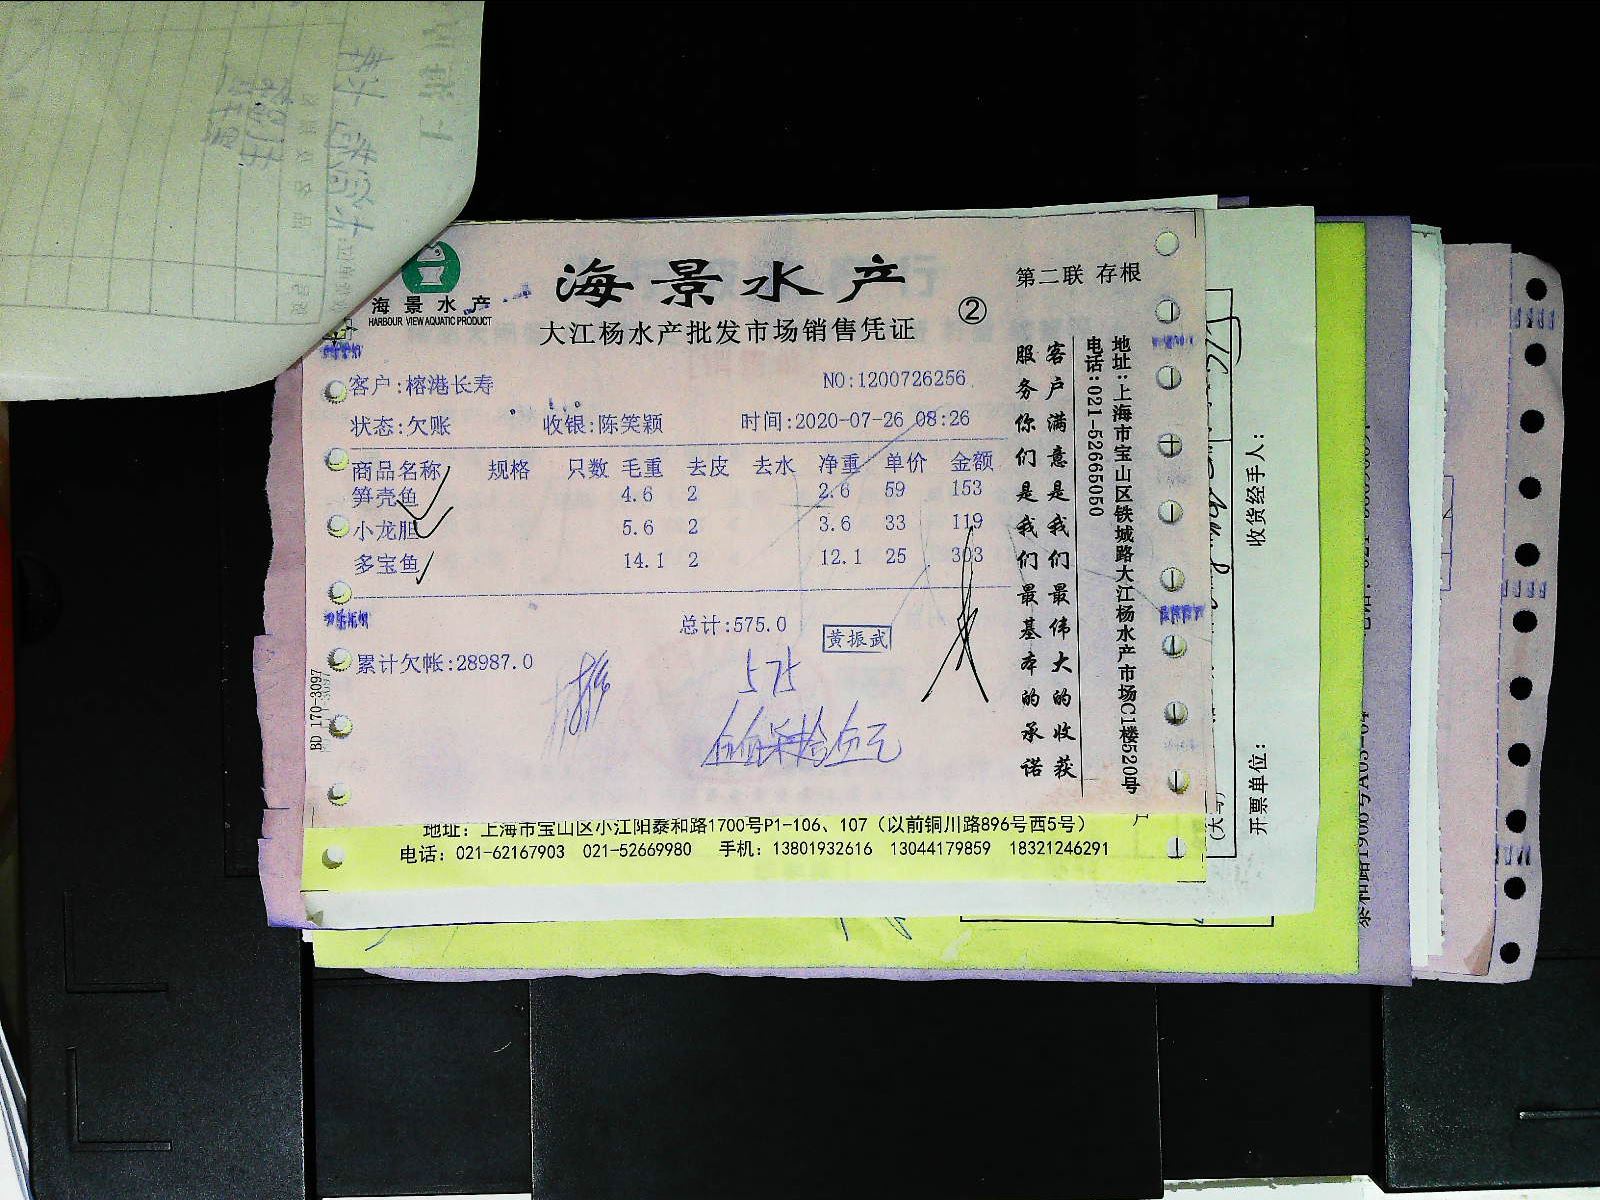 海景水产
HARBOUR VIEW AQUATIC PRODUCT
海景水产
大江杨水产批发市场销售凭证
②
第二联 存根
客户:榕港长寿
NO:1200726256
状态:欠账 收银:陈笑颖 时间:2020-07-26 08:26
商品名称 规格 只数 毛重 去皮 去水 净重 单价 金额
笋壳鱼 4.6 2 2.6 59 153
小龙胆 5.6 2 3.6 33 119
多宝鱼 14.1 2 12.1 25 303
总计:575.0
黄振武
累计欠帐:28987.0
575
伍佰柒拾伍元
BD 170-3097
客户满意是我们最伟大的收获
服务你们是我们最基本的承诺
地址:上海市宝山区铁城路大江杨水产市场C1楼520号
电话:021-52665050
地址：上海市宝山区小江阳泰和路1700号P1-106、107（以前铜川路896号西5号）
电话：021-62167903 021-52669980 手机：13801932616 13044179859 18321246291
收货经手人：
开票单位：